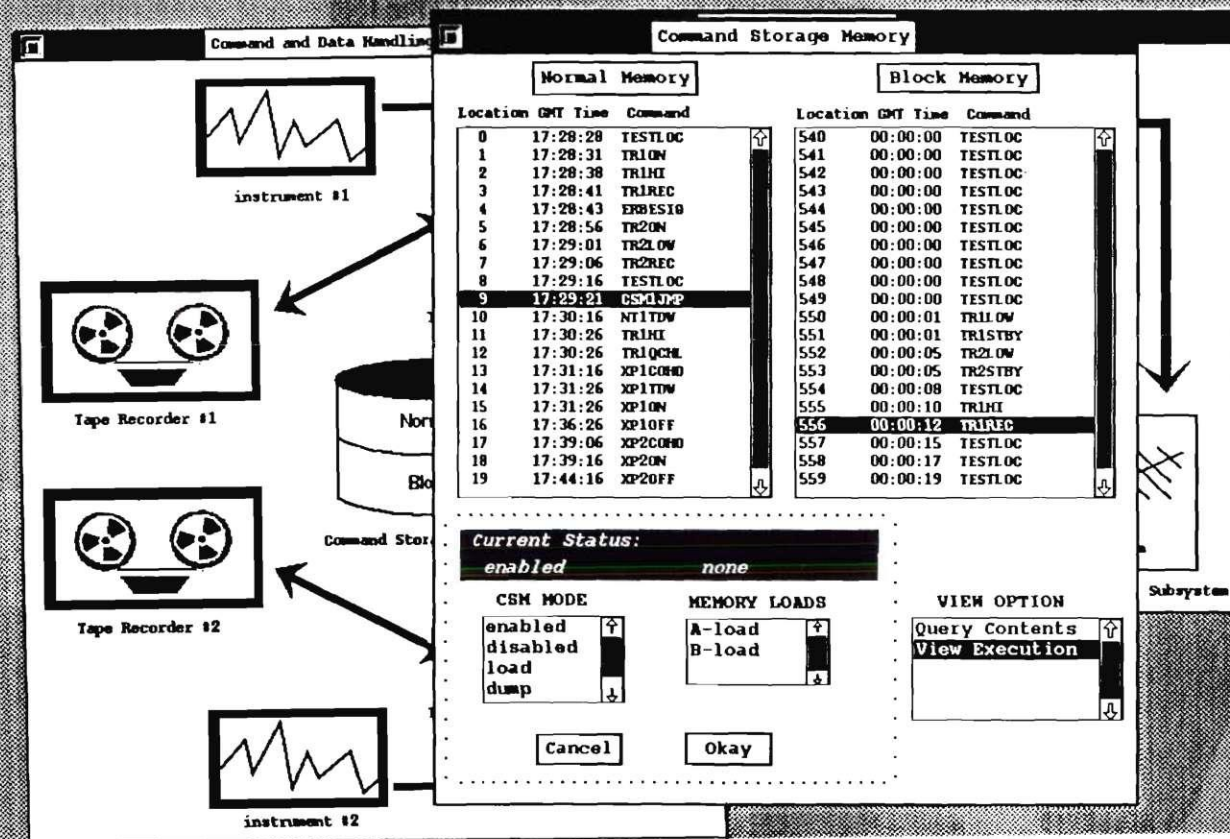 Command and Data Handling
instrument #1
Tape Recorder #1
Tape Recorder #2
instrument #2
Command Storage Memory
Normal Memory
Location GMT Time Command
0 17:28:28 TESTLOC
1 17:28:31 TR1ON
2 17:28:38 TR1HI
3 17:28:41 TR1REC
4 17:28:43 ERBESIG
5 17:28:56 TR2ON
6 17:29:01 TR2LOW
7 17:29:06 TR2REC
8 17:29:16 TESTLOC
9 17:29:21 CSM1JMP
10 17:30:16 NT1TDW
11 17:30:26 TR1HI
12 17:30:26 TR1QCHL
13 17:31:16 XP1COHO
14 17:31:26 XP1TDW
15 17:31:26 XP1ON
16 17:36:26 XP1OFF
17 17:39:06 XP2COHO
18 17:39:16 XP2ON
19 17:44:16 XP2OFF
Block Memory
Location GMT Time Command
540 00:00:00 TESTLOC
541 00:00:00 TESTLOC
542 00:00:00 TESTLOC
543 00:00:00 TESTLOC
544 00:00:00 TESTLOC
545 00:00:00 TESTLOC
546 00:00:00 TESTLOC
547 00:00:00 TESTLOC
548 00:00:00 TESTLOC
549 00:00:00 TESTLOC
550 00:00:01 TR1LOW
551 00:00:01 TR1STBY
552 00:00:05 TR2LOW
553 00:00:05 TR2STBY
554 00:00:08 TESTLOC
555 00:00:10 TR1HI
556 00:00:12 TR1REC
557 00:00:15 TESTLOC
558 00:00:17 TESTLOC
559 00:00:19 TESTLOC
Current Status:
enabled none
CSM MODE
enabled
disabled
load
dump
MEMORY LOADS
A-load
B-load
VIEW OPTION
Query Contents
View Execution
Cancel
Okay
Subsystem